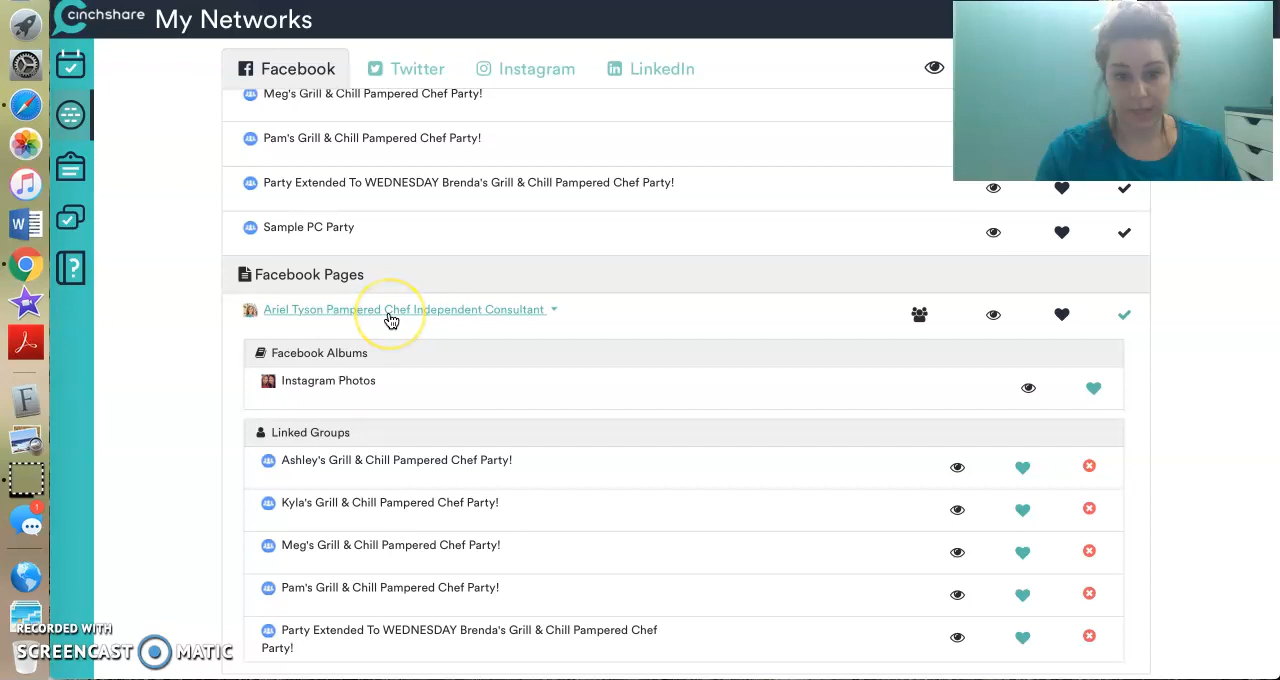 Cinchshare
My Networks
Facebook
Twitter
Instagram
LinkedIn
Meg's Grill & Chill Pampered Chef Party!
Pam's Grill & Chill Pampered Chef Party!
Party Extended To WEDNESDAY Brenda's Grill & Chill Pampered Chef Party!
Sample PC Party
Facebook Pages
Ariel Tyson Pampered Chef Independent Consultant
Facebook Albums
Instagram Photos
Linked Groups
Ashley's Grill & Chill Pampered Chef Party!
Kyla's Grill & Chill Pampered Chef Party!
Meg's Grill & Chill Pampered Chef Party!
Pam's Grill & Chill Pampered Chef Party!
Party Extended To WEDNESDAY Brenda's Grill & Chill Pampered Chef
Party!
W
F
1
?
RECORDED WITH
SCREENCAST MATIC